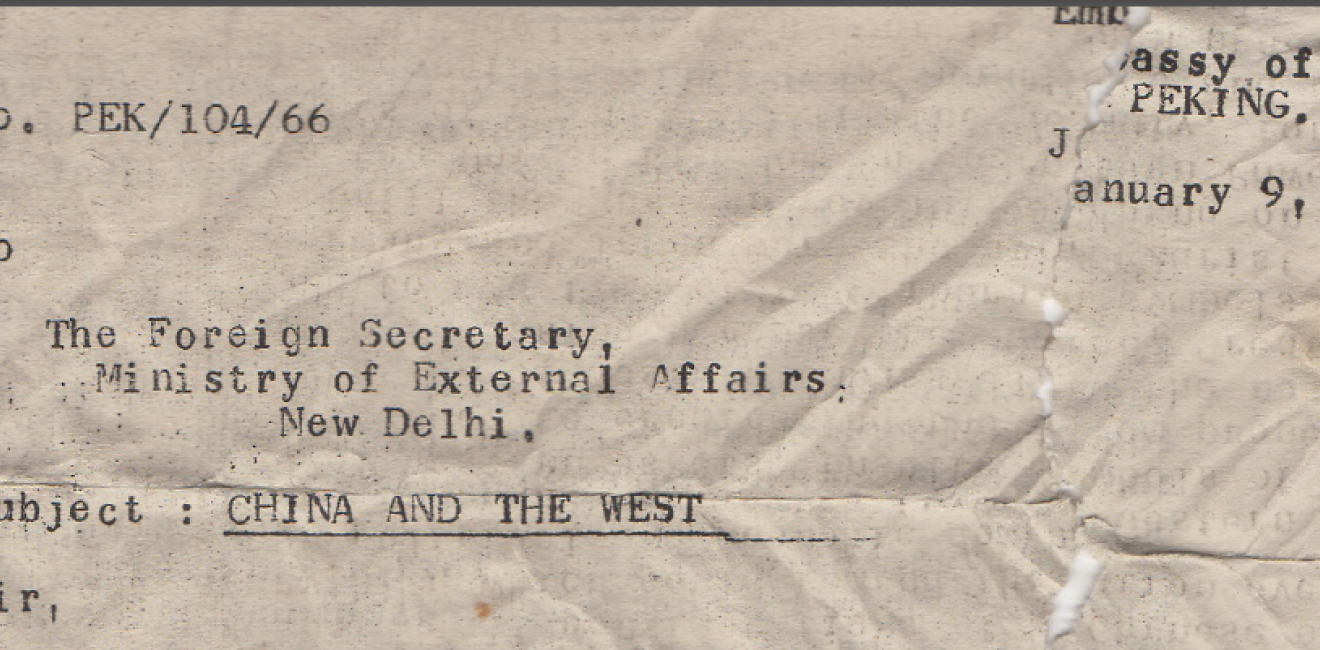 Emb
assy of
o. PEK/104/66
PEKING.
J
anuary 9,
o
The Foreign Secretary,
Ministry of External Affairs.
New Delhi.
ubject : CHINA AND THE WEST
ir,